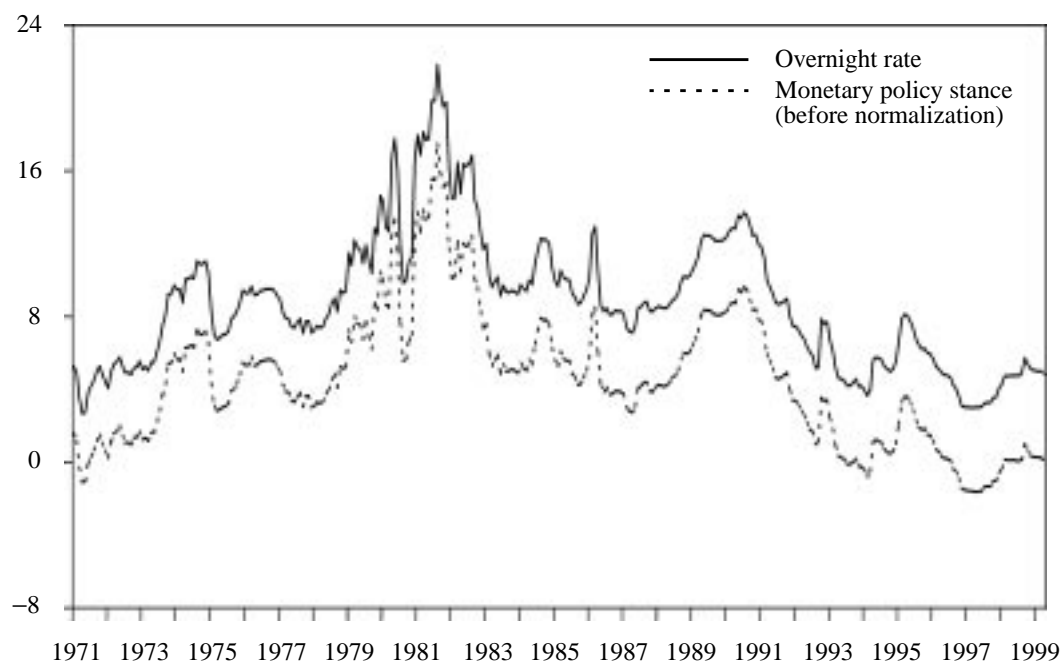 24
Overnight rate
Monetary policy stance
(before normalization)
16
8
0
−8
1971 1973 1975 1977 1979 1981 1983 1985 1987 1989 1991 1993 1995 1997 1999